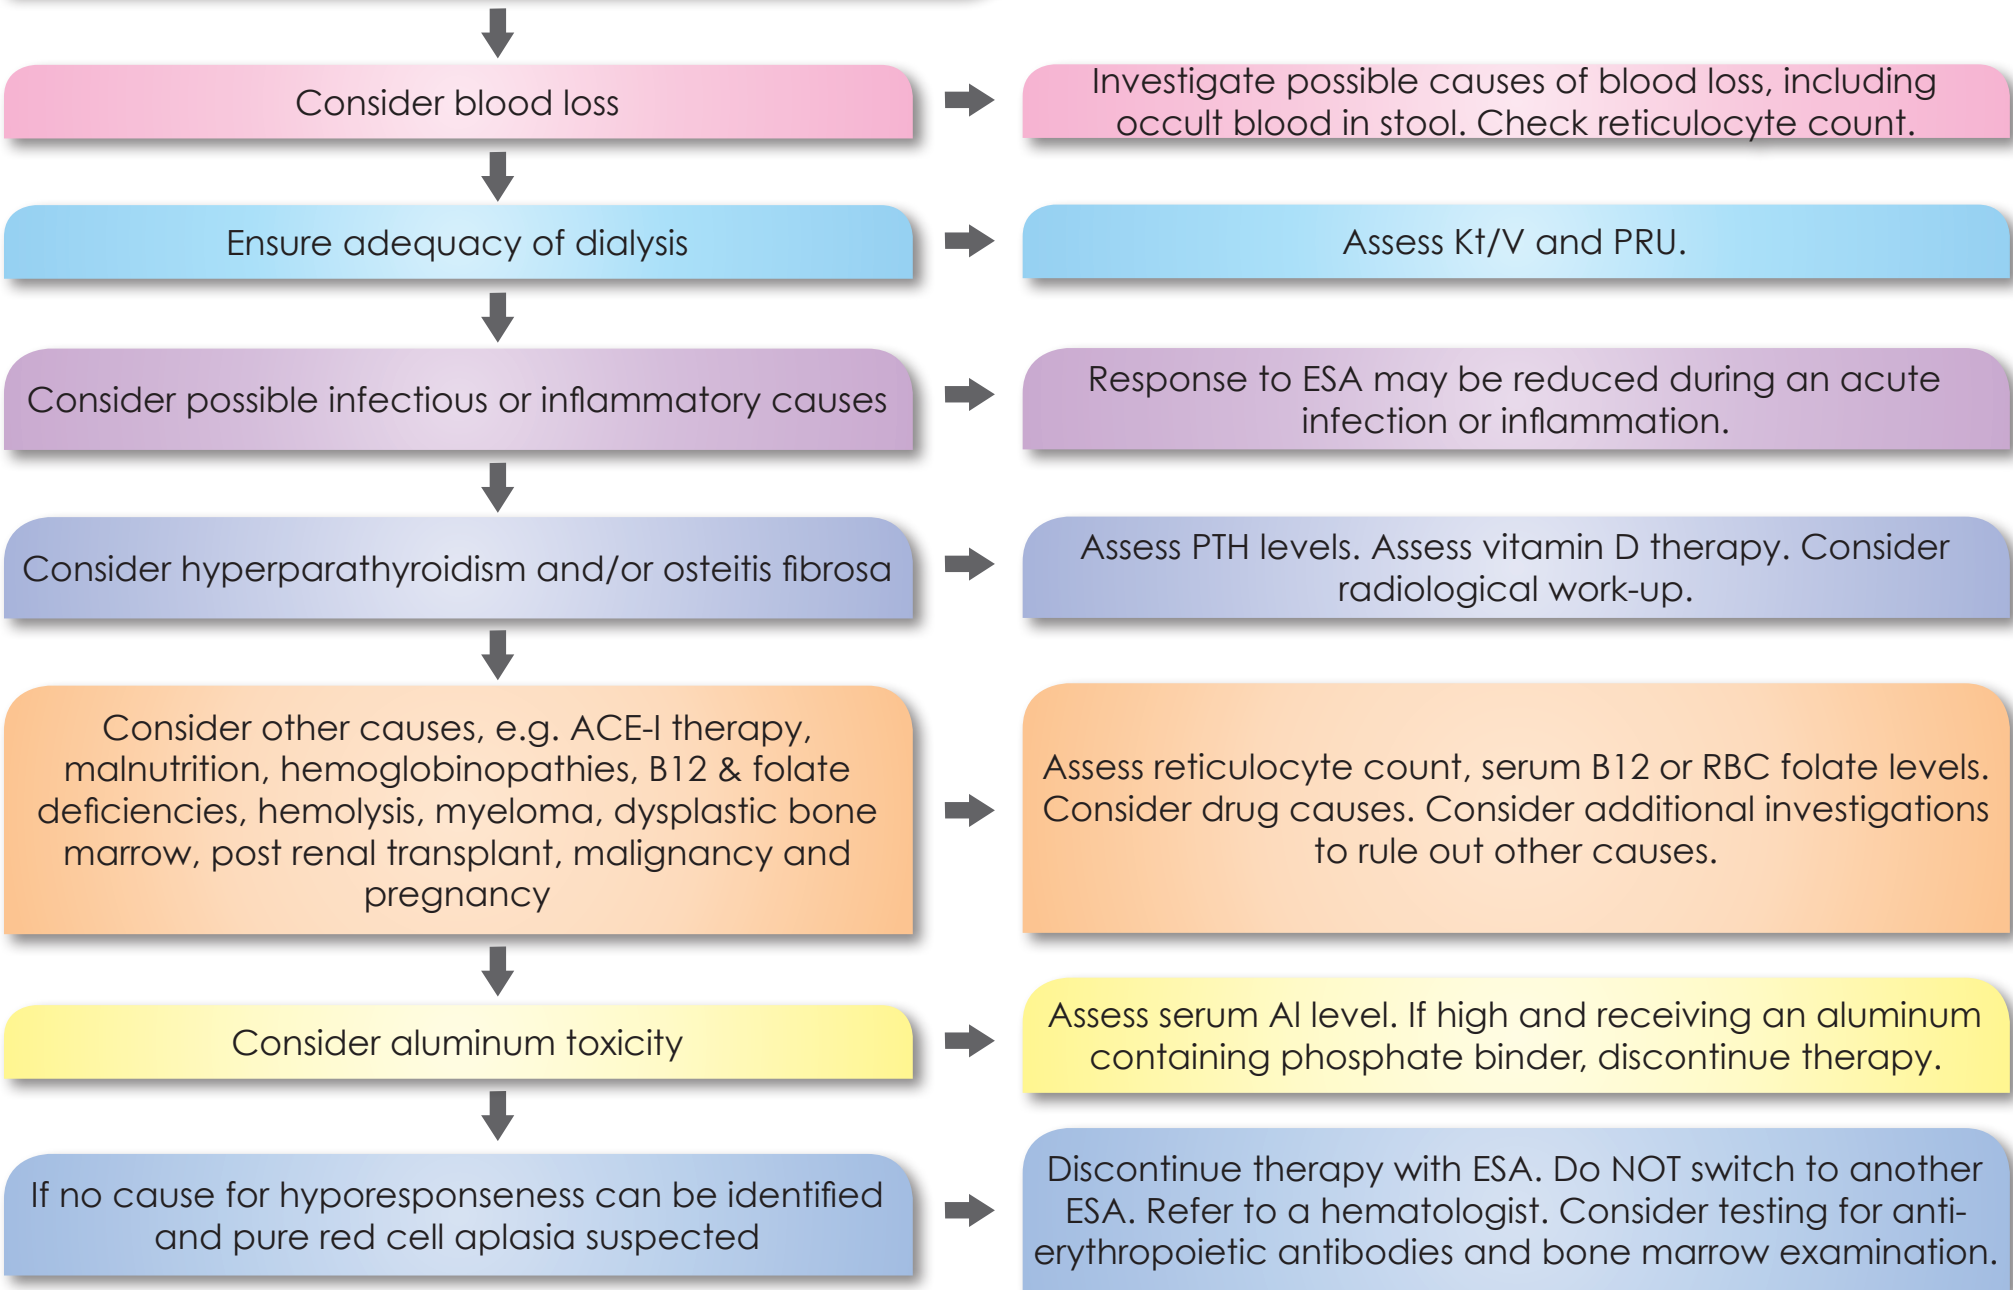 Consider blood loss
Investigate possible causes of blood loss, including
occult blood in stool. Check reticulocyte count.
Ensure adequacy of dialysis
Assess Kt/V and PRU.
Consider possible infectious or inflammatory causes
Response to ESA may be reduced during an acute
infection or inflammation.
Consider hyperparathyroidism and/or osteitis fibrosa
Assess PTH levels. Assess vitamin D therapy. Consider
radiological work-up.
Consider other causes, e.g. ACE-I therapy,
malnutrition, hemoglobinopathies, B12 & folate
deficiencies, hemolysis, myeloma, dysplastic bone
marrow, post renal transplant, malignancy and
pregnancy
Assess reticulocyte count, serum B12 or RBC folate levels.
Consider drug causes. Consider additional investigations
to rule out other causes.
Consider aluminum toxicity
Assess serum Al level. If high and receiving an aluminum
containing phosphate binder, discontinue therapy.
If no cause for hyporesponseness can be identified
and pure red cell aplasia suspected
Discontinue therapy with ESA. Do NOT switch to another
ESA. Refer to a hematologist. Consider testing for anti-
erythropoietic antibodies and bone marrow examination.